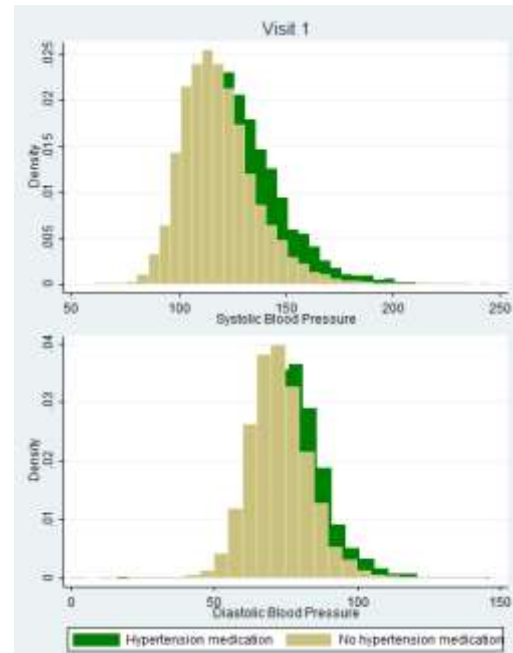 Visit 1
Density
0
.005
.01
.015
.02
.025
50
100
150
200
250
Systolic Blood Pressure
Density
0
.01
.02
.03
.04
0
50
100
150
Diastolic Blood Pressure
Hypertension medication
No hypertension medication